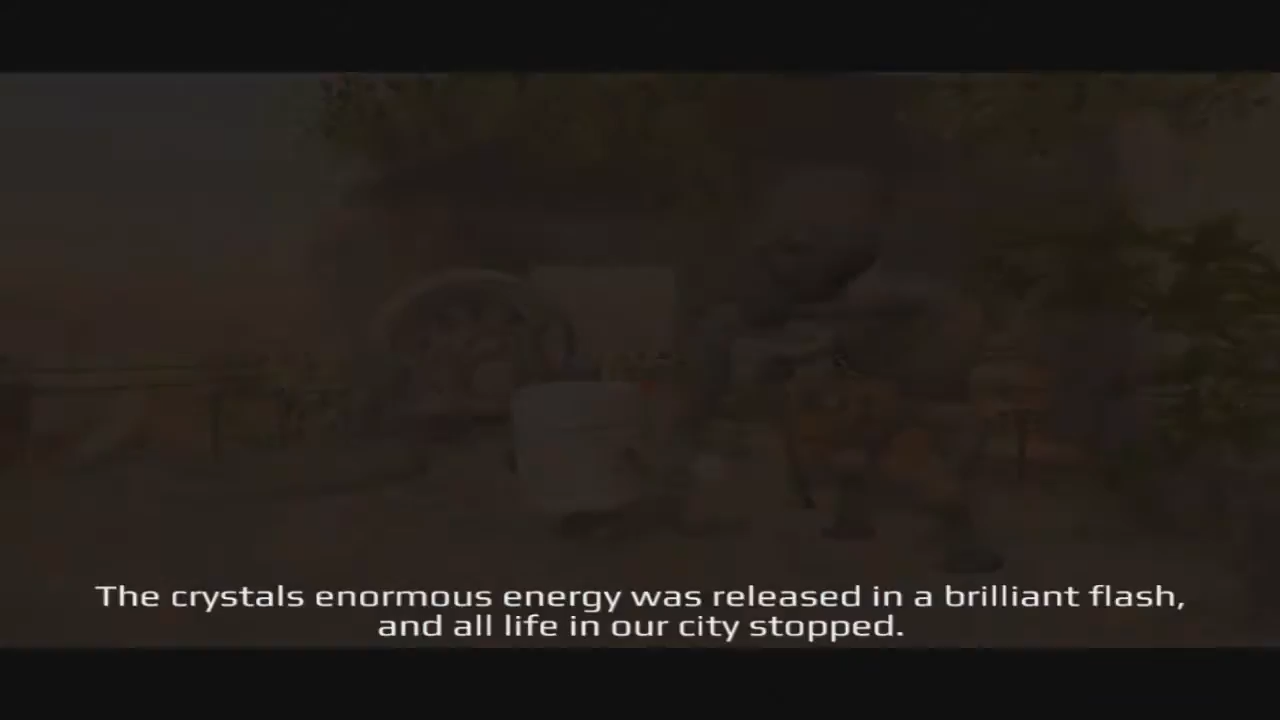 The crystals enormous energy was released in a brilliant flash,
and all life in our city stopped.